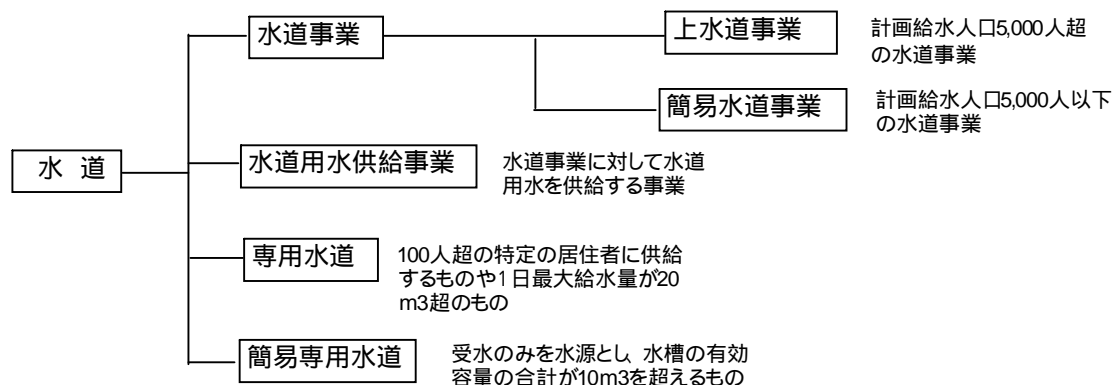 水道
水道事業
上水道事業
計画給水人口5,000人超
の水道事業
簡易水道事業
計画給水人口5,000人以下
の水道事業
水道用水供給事業
水道事業に対して水道
用水を供給する事業
専用水道
100人超の特定の居住者に供給
するものや1日最大給水量が20
m3超のもの
簡易専用水道
受水のみを水源とし、水槽の有効
容量の合計が10m3を超えるもの